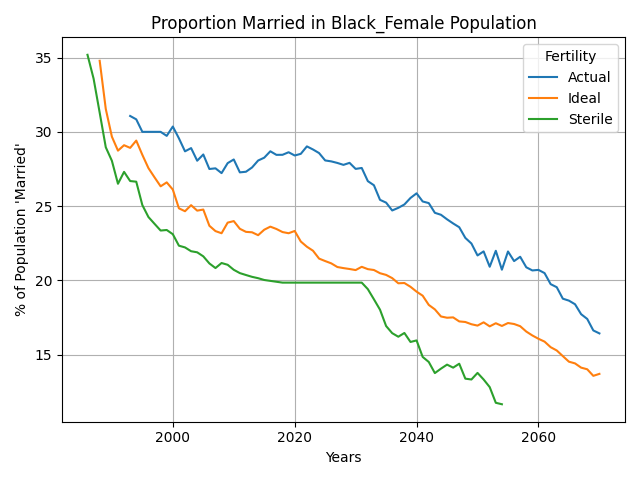 Proportion Married in Black_Female Population
% of Population 'Married'
35
30
25
20
15
Fertility
Actual
Ideal
Sterile
2000 2020 2040 2060
Years